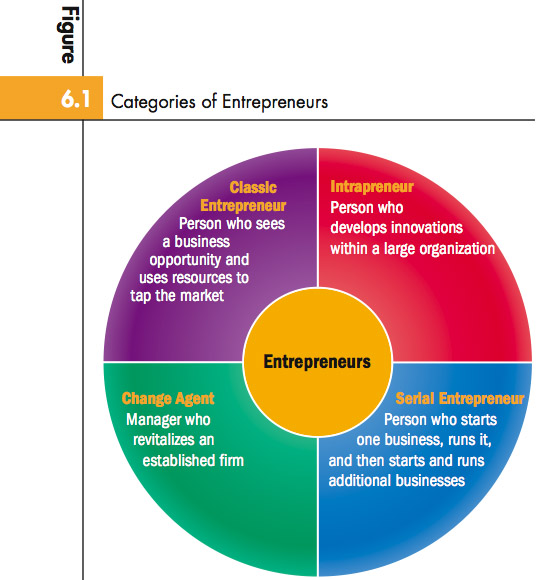 Figure
6.1
Categories of Entrepreneurs
Classic
Entrepreneur
Person who sees
a business
opportunity and
uses resources to
tap the market
Intrapreneur
Person who
develops innovations
within a large organization
Entrepreneurs
Change Agent
Manager who
revitalizes an
established firm
Serial Entrepreneur
Person who starts
one business, runs it,
and then starts and runs
additional businesses